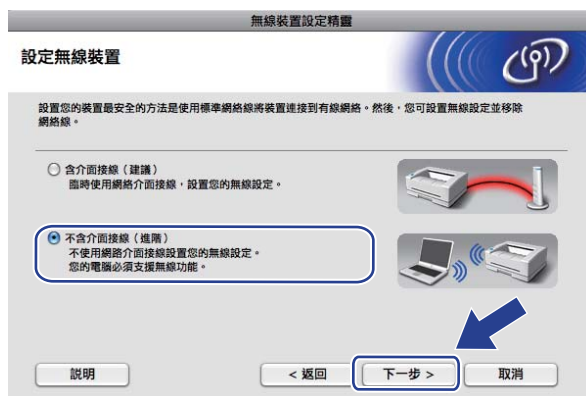 無線裝置設定精靈
設定無線裝置
設置您的裝置最安全的方法是使用標準網絡線將裝置連接到有線網絡。然後，您可設置無線設定並移除
網絡線。
含介面接線（建議）
臨時使用網絡介面接線，設置您的無線設定。
不含介面接線（進階）
不使用網路介面接線設置您的無線設定。
您的電腦必須支援無線功能。
說明
< 返回
下一步 >
取消